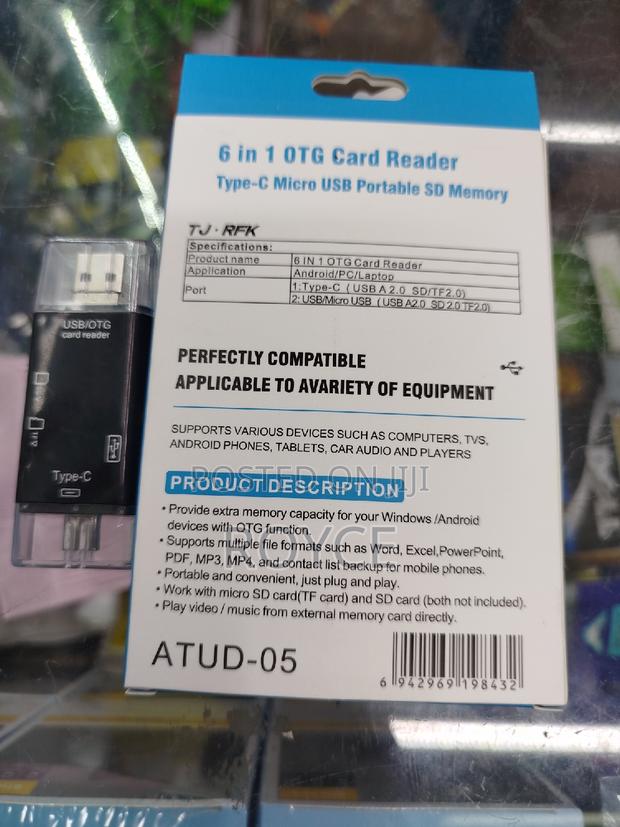 6 in 1 OTG Card Reader
Type-C Micro USB Portable SD Memory
TJ·RFK
Specifications:
Product name 6 IN 1 OTG Card Reader
Application Android/PC/Laptop
Port 1:Type-C ( USB A 2.0 SD/TF2.0)
2: USB/Micro USB ( USB A2.0 SD 2.0 TF2.0)
PERFECTLY COMPATIBLE
APPLICABLE TO AVARIETY OF EQUIPMENT
SUPPORTS VARIOUS DEVICES SUCH AS COMPUTERS, TVS,
ANDROID PHONES, TABLETS, CAR AUDIO AND PLAYERS
POSTED ON JIJI
PRODUCT DESCRIPTION
• Provide extra memory capacity for your Windows /Android
devices with OTG function.
ROYCE
• Supports multiple file formats such as Word, Excel,PowerPoint,
PDF, MP3, MP4, and contact list backup for mobile phones.
• Portable and convenient, just plug and play.
• Work with micro SD card(TF card) and SD card (both not included).
• Play video / music from external memory card directly.
ATUD-05
6 942969 198432
USB/OTG
card reader
Type-C